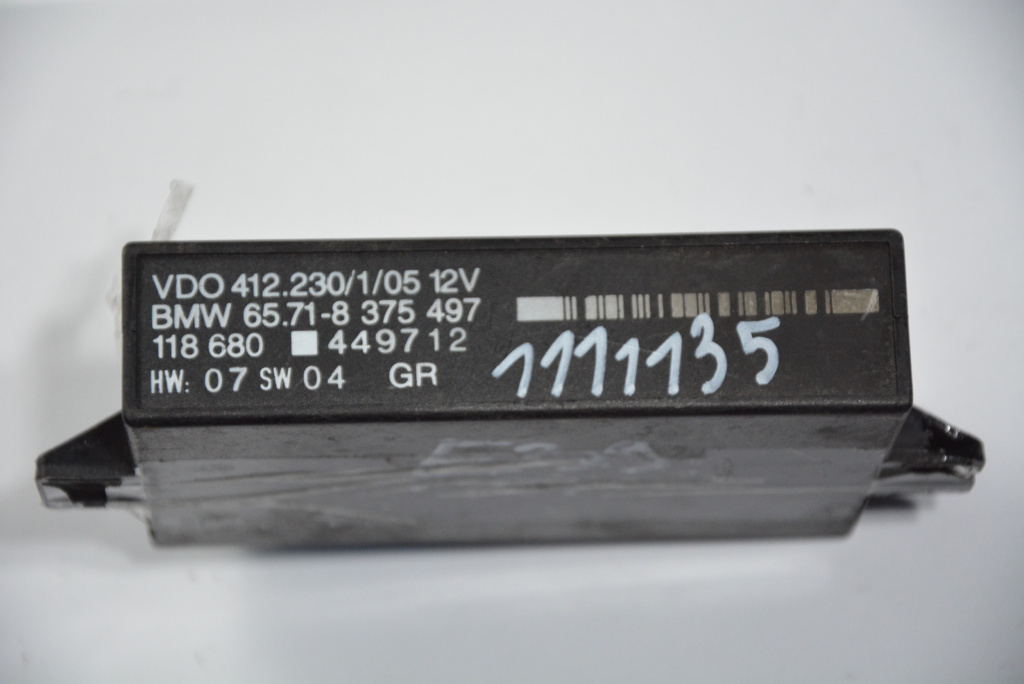 VDO 412.230/1/05 12V
BMW 65.71-8 375 497
118 680 449712
HW: 07 SW 04 GR
1111135
E39